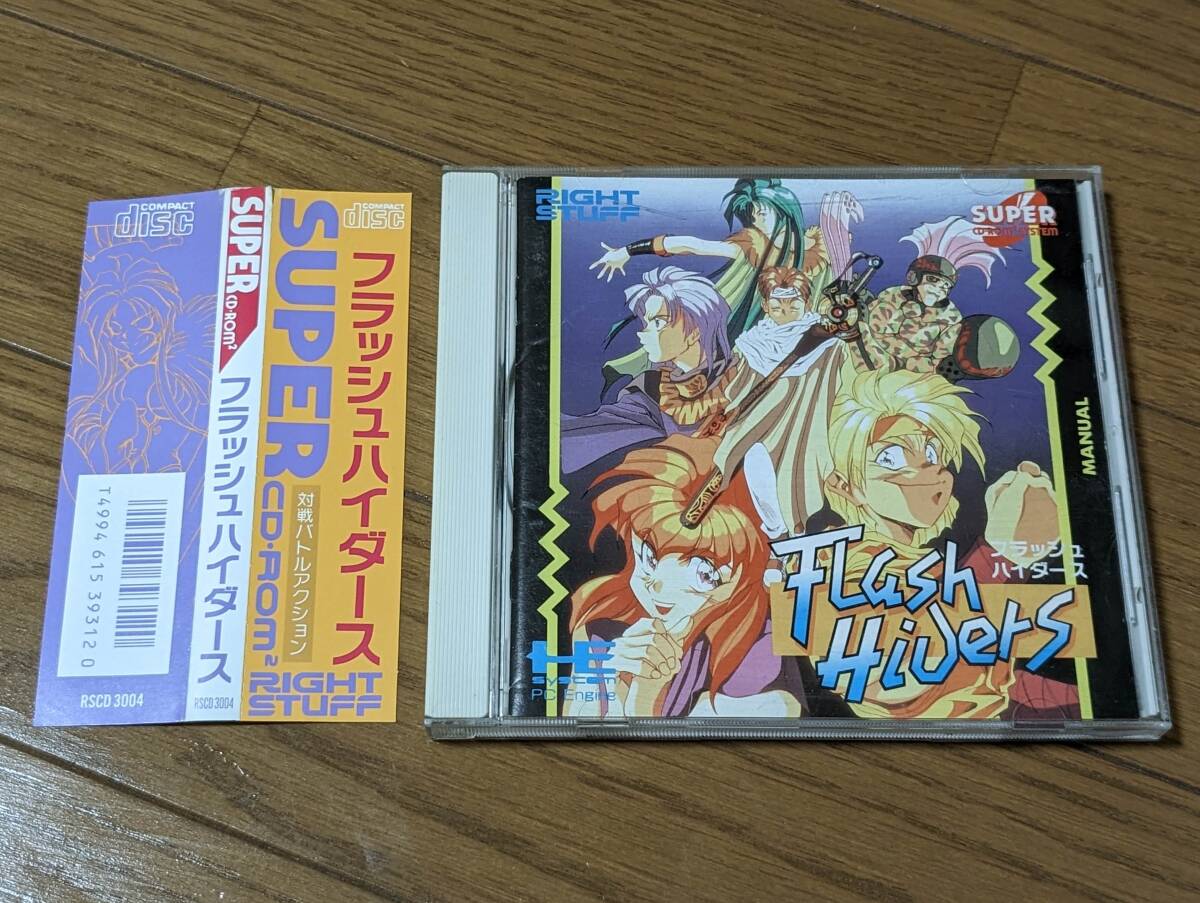 COMPACT
disc
T4994 615 39312 0
RSCD 3004
SUPER
CD-ROM²
フラッシュハイダース
RSCD 3004
SUPER CD-ROM²
対戦バトルアクション
RIGHT
STUFF
COMPACT
disc
フラッシュハイダース
RIGHT
STUFF
SUPER
CD-ROM² SYSTEM
MANUAL
Flash
Hiders
フラッシュ
ハイダース
HE
system
PC Engine